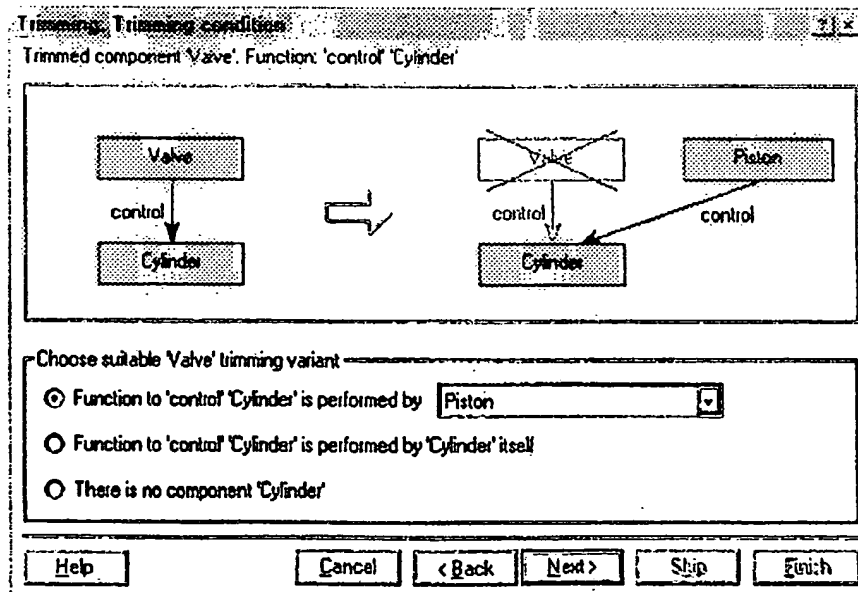 Trimming. Trimming condition
? ×
Trimmed component 'Valve'. Function: 'control' 'Cylinder'
Valve
control
Cylinder
Valve
Piston
control
control
Cylinder
Choose suitable 'Valve' trimming variant
Function to 'control' 'Cylinder' is performed by Piston
Function to 'control' 'Cylinder' is performed by 'Cylinder' itself
There is no component 'Cylinder'
Help Cancel < Back Next > Skip Finish